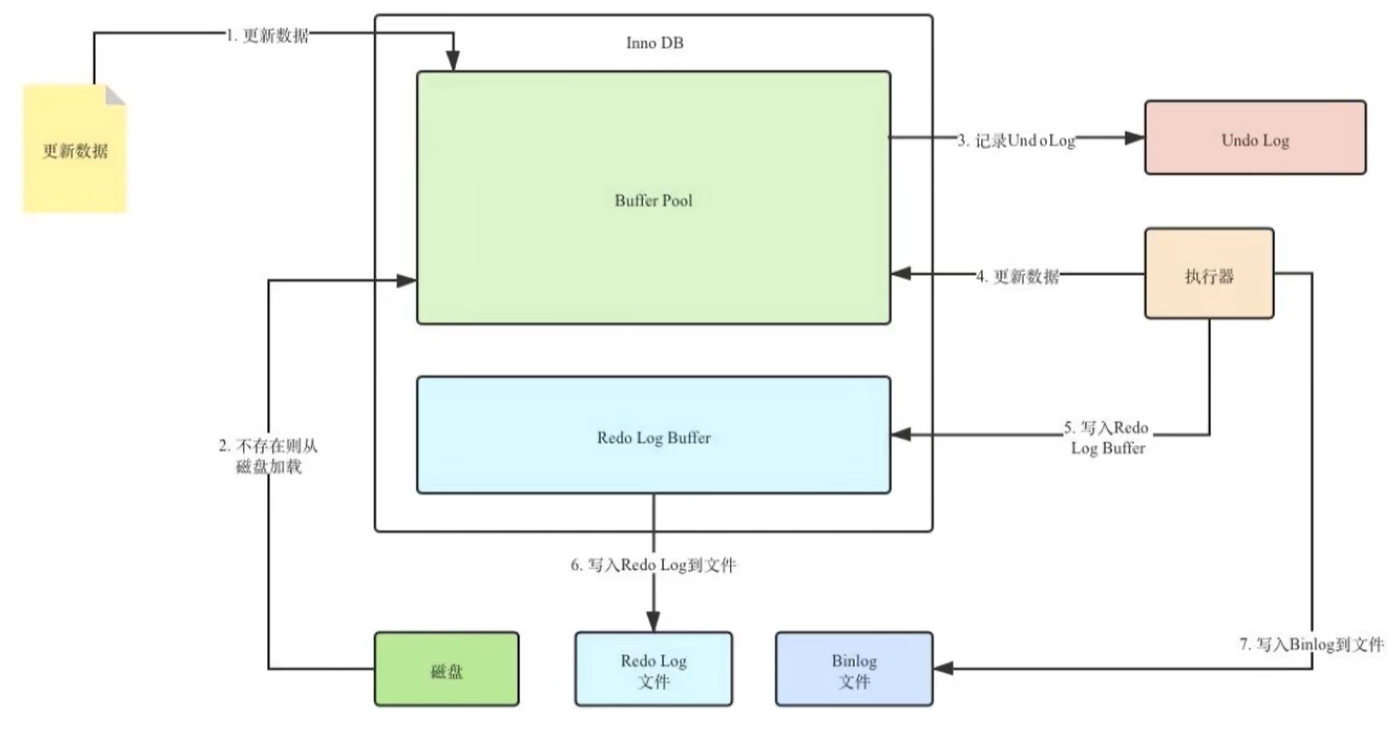 1. 更新数据
Inno DB
更新数据
Buffer Pool
3. 记录UndoLog
Undo Log
4. 更新数据
执行器
2. 不存在则从
磁盘加载
Redo Log Buffer
5. 写入Redo
Log Buffer
6. 写入Redo Log到文件
7. 写入Binlog到文件
磁盘
Redo Log
文件
Binlog
文件